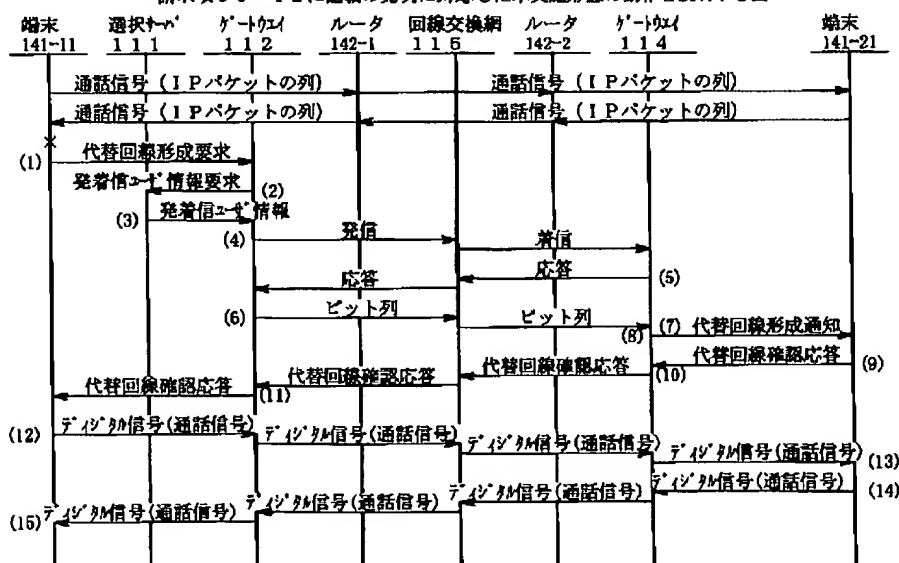 端末 選択サーバ ゲートウエイ ルータ 回線交換網 ルータ ゲートウエイ 端末
141-11 111 112 142-1 115 142-2 114 141-21
通話信号(IPパケットの列) 通話信号(IPパケットの列)
通話信号(IPパケットの列) 通話信号(IPパケットの列)
(1) 代替回線形成要求
発着信ユーザ情報要求 (2)
(3) 発着信ユーザ情報
(4) 発信 着信
応答 応答 (5)
(6) ビット列 ビット列 (8) (7) 代替回線形成通知
代替回線確認応答 (9)
代替回線確認応答 (11) 代替回線確認応答 代替回線確認応答 (10)
(12) ディジタル信号(通話信号) ディジタル信号(通話信号) ディジタル信号(通話信号) ディジタル信号(通話信号) (13)
(15) ディジタル信号(通話信号) ディジタル信号(通話信号) ディジタル信号(通話信号) ディジタル信号(通話信号) (14)